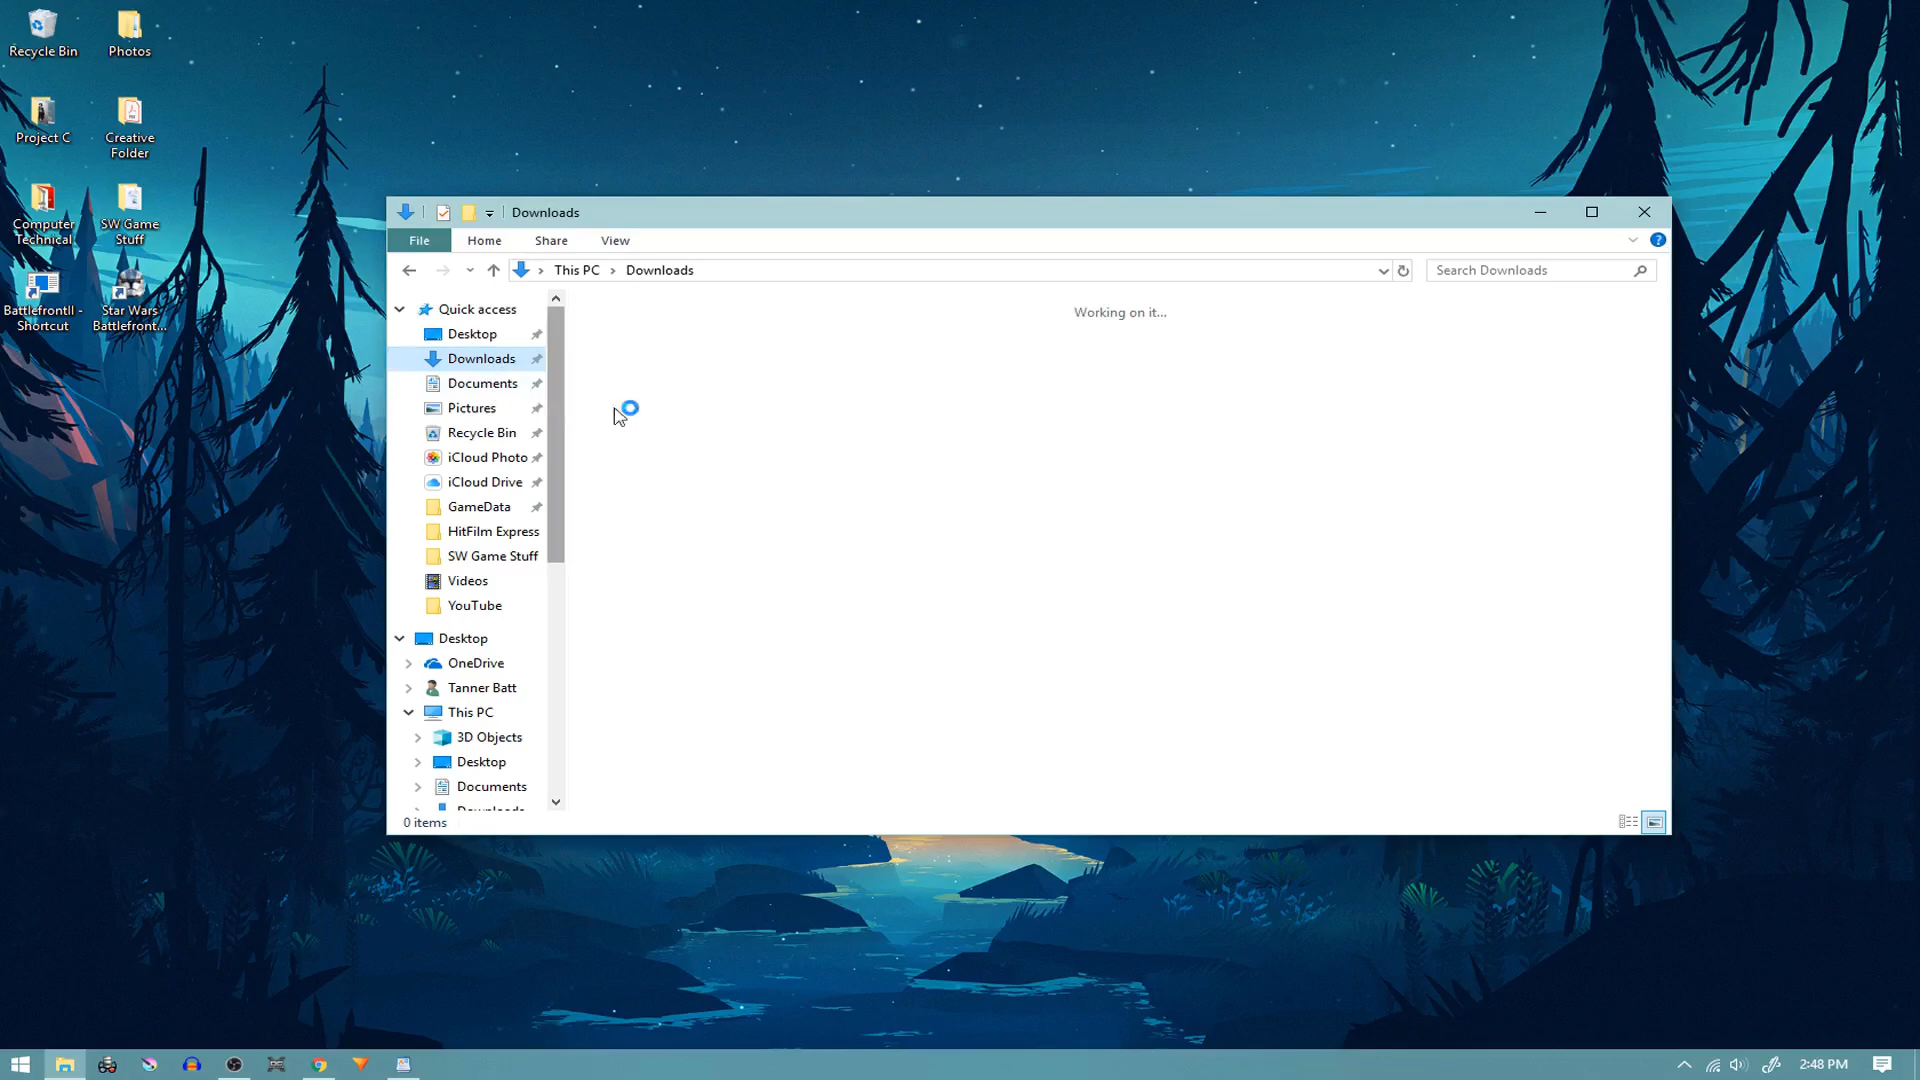 Recycle Bin
Photos
Project C
Creative
Folder
Computer
Technical
SW Game
Stuff
BattlefrontII -
Shortcut
Star Wars
Battlefront...
Downloads
File
Home
Share
View
This PC
Downloads
Search Downloads
Working on it...
Quick access
Desktop
Downloads
Documents
Pictures
Recycle Bin
iCloud Photo
iCloud Drive
GameData
HitFilm Express
SW Game Stuff
Videos
YouTube
Desktop
OneDrive
Tanner Batt
This PC
3D Objects
Desktop
Documents
Downloads
0 items
2:48 PM